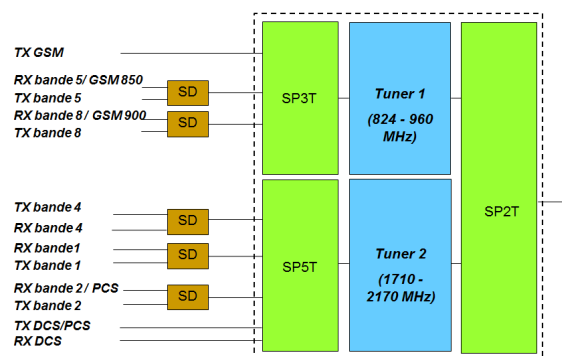 TX GSM
RX bande 5/ GSM 850
TX bande 5
RX bande 8/ GSM 900
TX bande 8
SD
SD
SP3T
Tuner 1
(824 - 960
MHz)
SP2T
TX bande 4
RX bande 4
RX bande1
TX bande 1
RX bande 2/ PCS
TX bande 2
TX DCS/PCS
RX DCS
SD
SD
SD
SP5T
Tuner 2
(1710 -
2170 MHz)